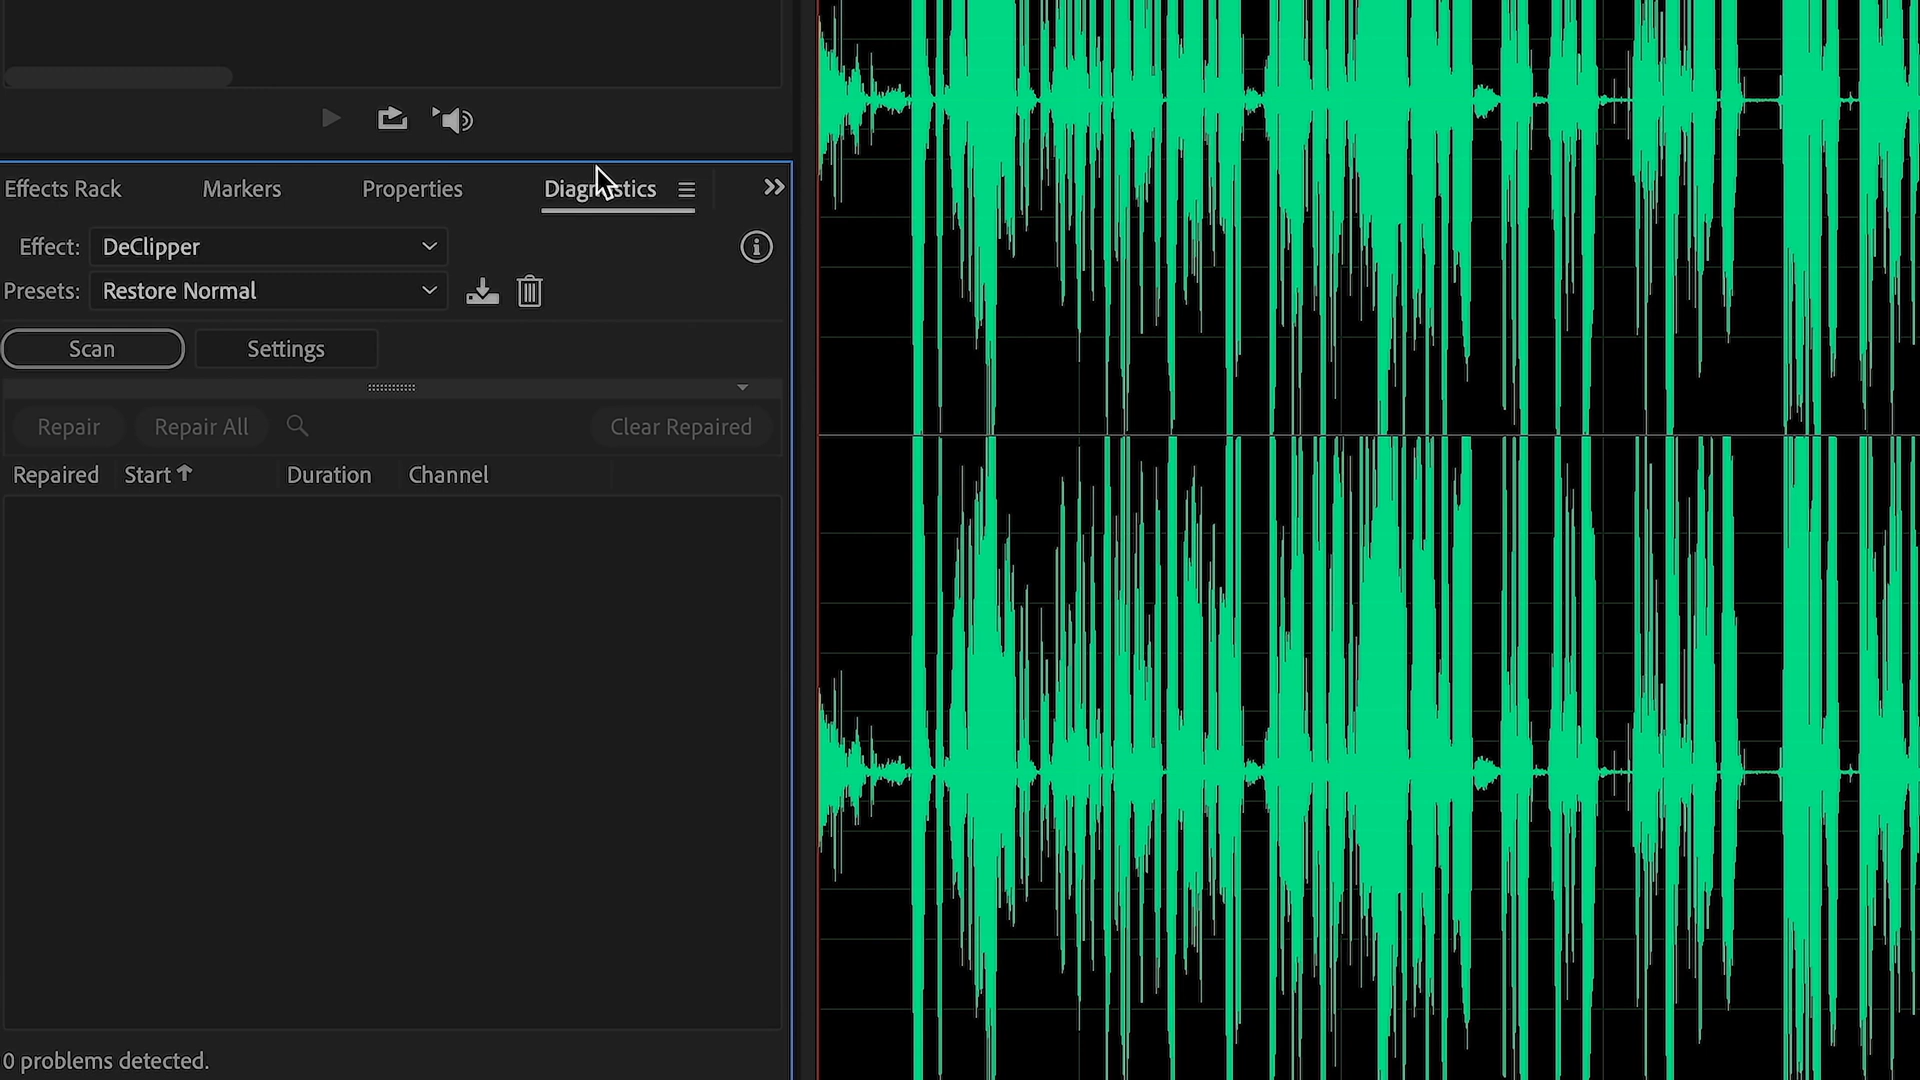 Effects Rack Markers Properties Diagnostics
Effect: DeClipper
Presets: Restore Normal
Scan Settings
Repair Repair All Clear Repaired
Repaired Start Duration Channel
0 problems detected.